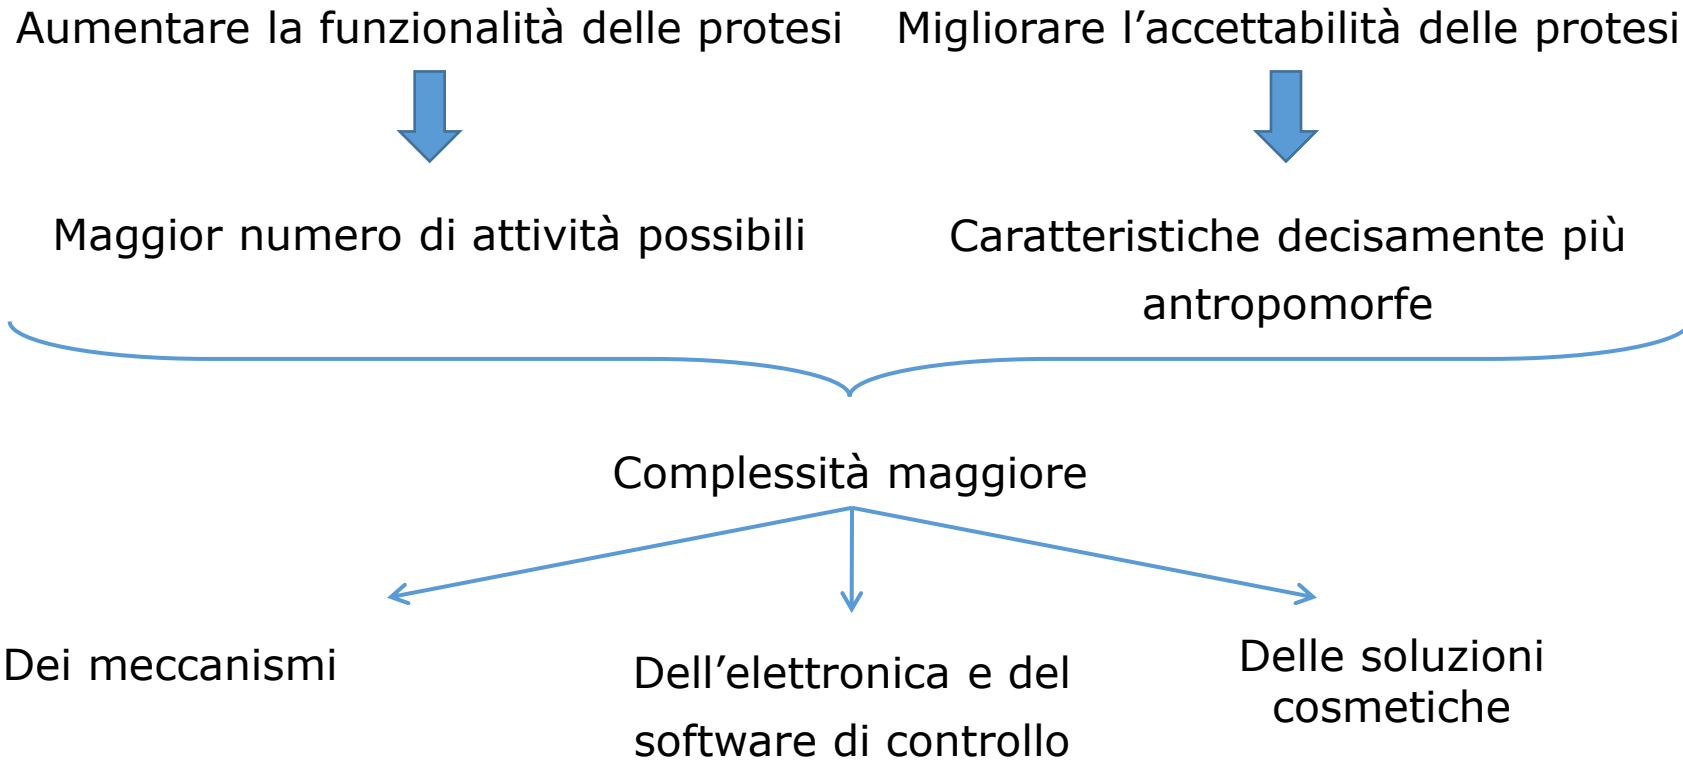 Aumentare la funzionalità delle protesi
Migliorare l’accettabilità delle protesi
Maggior numero di attività possibili
Caratteristiche decisamente più
antropomorfe
Complessità maggiore
Dei meccanismi
Dell’elettronica e del
software di controllo
Delle soluzioni
cosmetiche